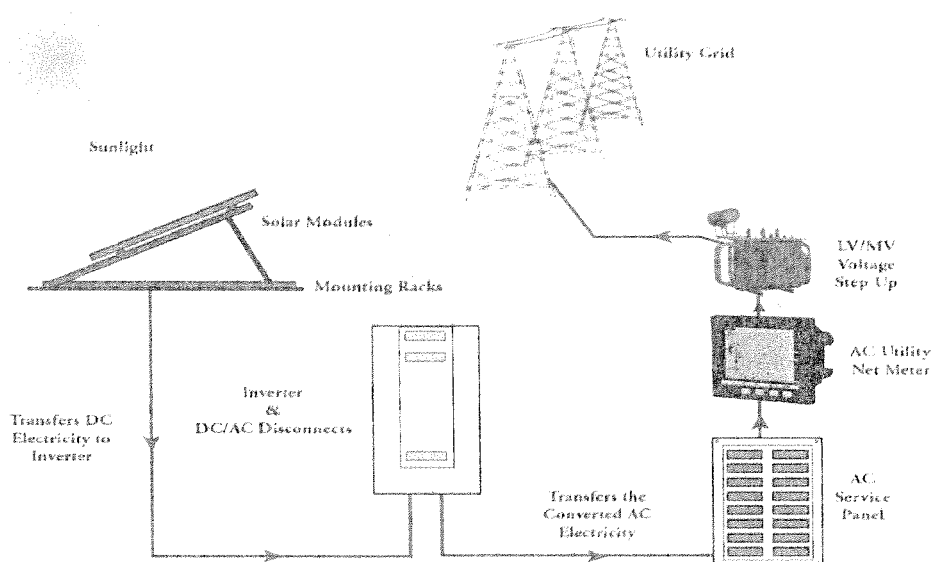 Utility Grid
Sunlight
Solar Modules
LV/MV
Voltage
Step Up
Mounting Racks
AC Utility
Net Meter
Inverter
&
DC/AC Disconnects
Transfers DC
Electricity to
Inverter
AC
Service
Panel
Transfers the
Converted AC
Electricity